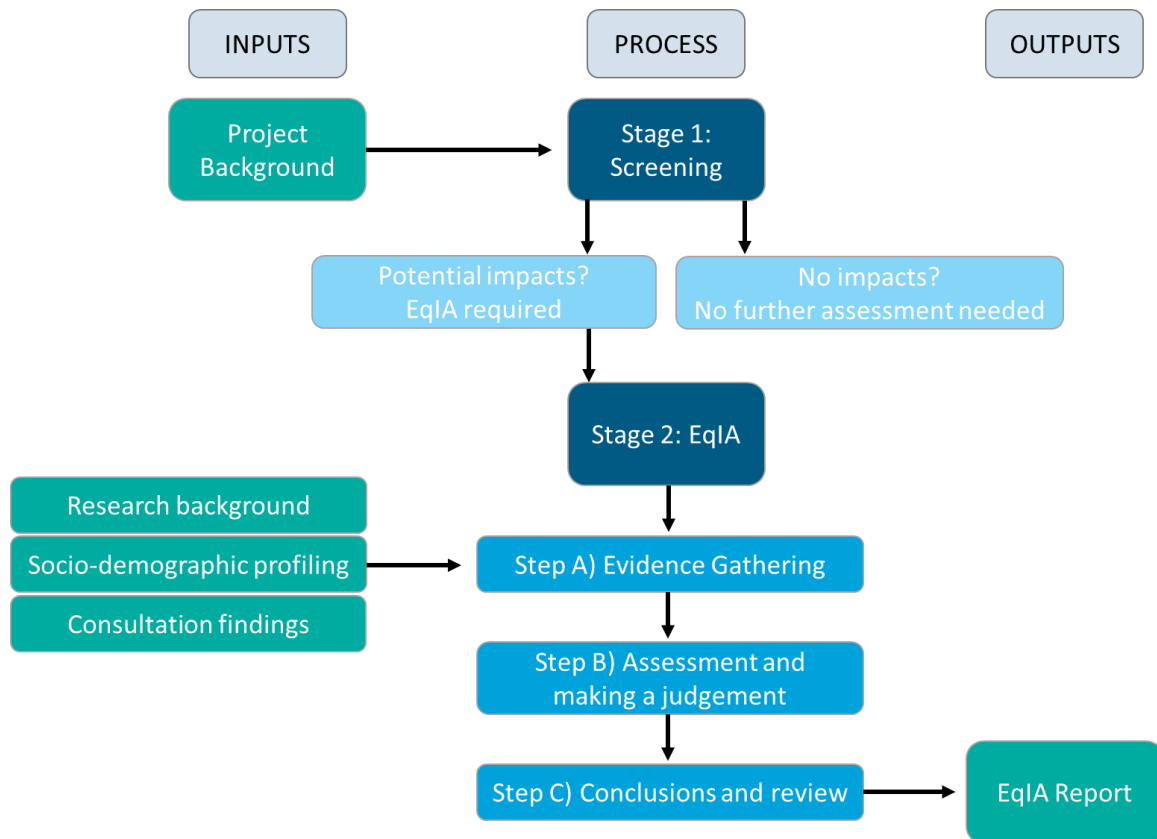 INPUTS
PROCESS
OUTPUTS
Project
Background
Stage 1:
Screening
Potential impacts?
EqIA required
No impacts?
No further assessment needed
Stage 2: EqIA
Research background
Socio-demographic profiling
Consultation findings
Step A) Evidence Gathering
Step B) Assessment and
making a judgement
Step C) Conclusions and review
EqIA Report